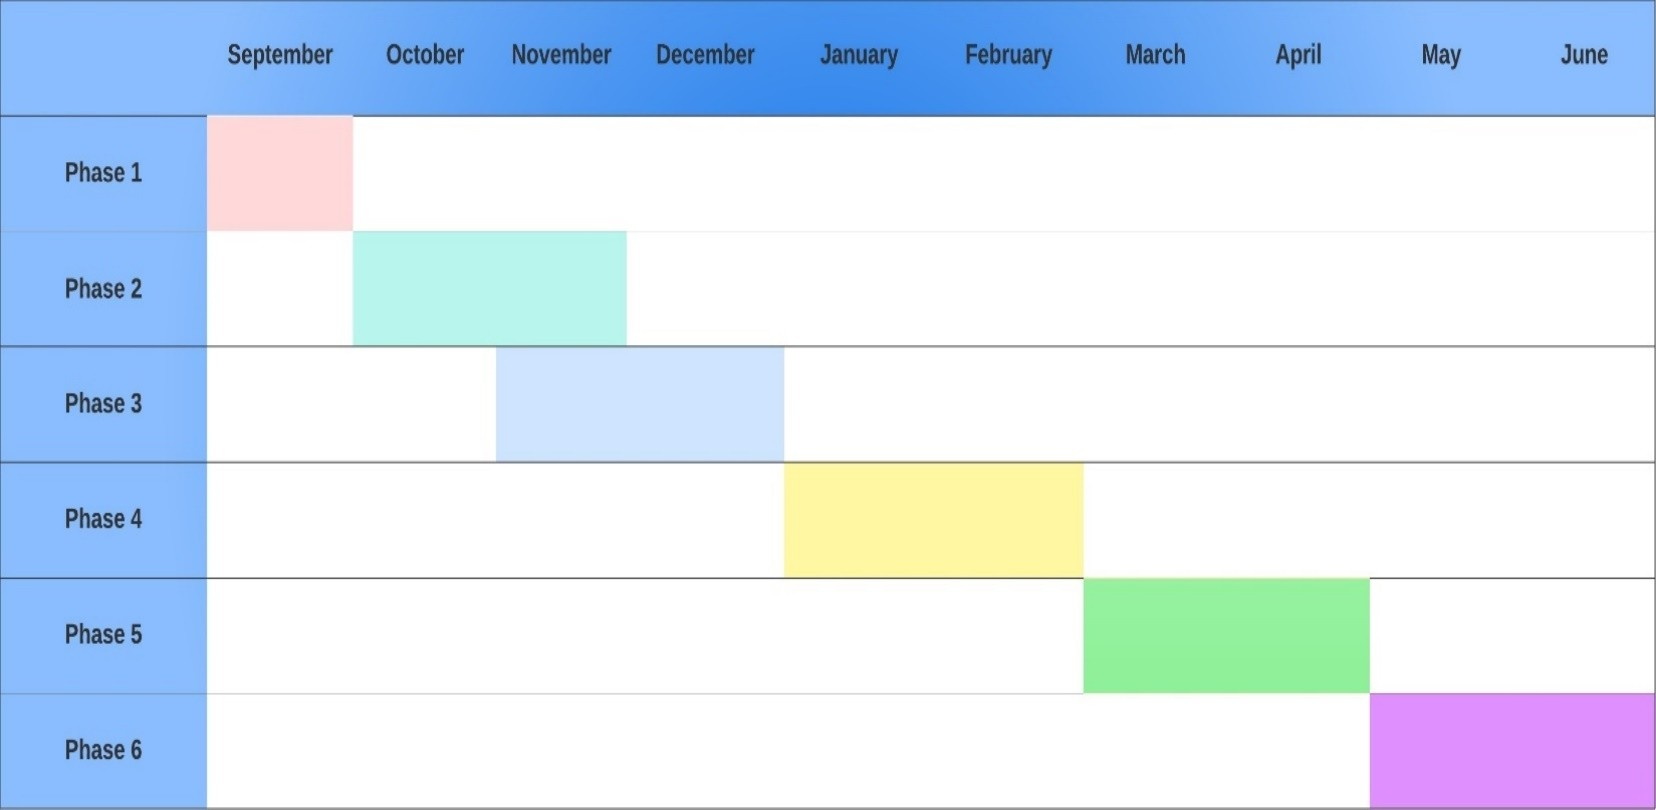 September October November December January February March April May June
Phase 1
Phase 2
Phase 3
Phase 4
Phase 5
Phase 6